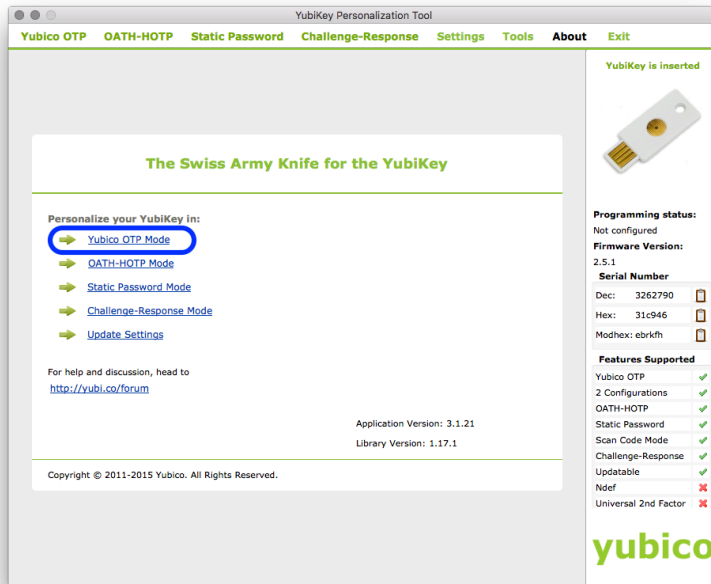 YubiKey Personalization Tool
Yubico OTP OATH-HOTP Static Password Challenge-Response Settings Tools About Exit
The Swiss Army Knife for the YubiKey
Personalize your YubiKey in:
Yubico OTP Mode
OATH-HOTP Mode
Static Password Mode
Challenge-Response Mode
Update Settings
For help and discussion, head to
http://yubi.co/forum
Application Version: 3.1.21
Library Version: 1.17.1
Copyright © 2011-2015 Yubico. All Rights Reserved.
YubiKey is inserted
Programming status:
Not configured
Firmware Version:
2.5.1
Serial Number
Dec: 3262790
Hex: 31c946
Modhex: ebrkfh
Features Supported
Yubico OTP
2 Configurations
OATH-HOTP
Static Password
Scan Code Mode
Challenge-Response
Updatable
Ndef
Universal 2nd Factor
yubico